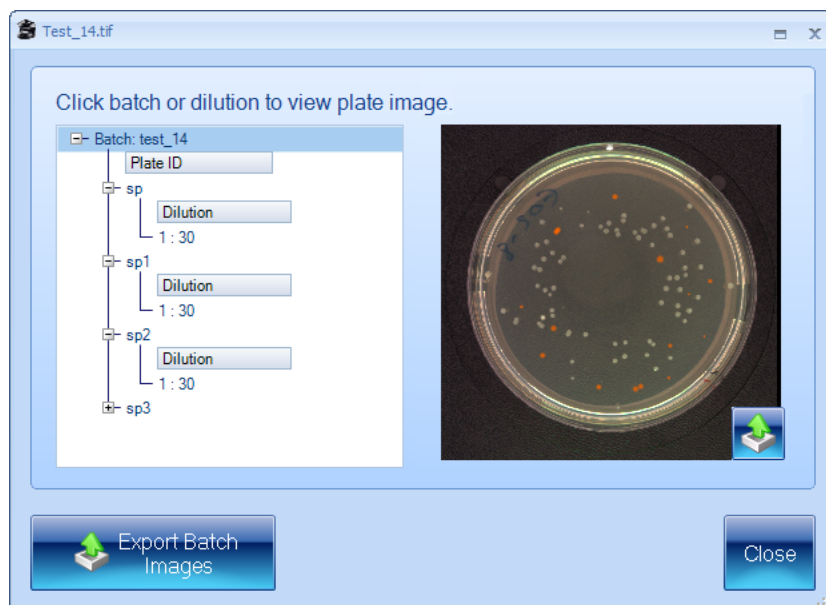 Test_14.tif
Click batch or dilution to view plate image.
Batch: test_14
Plate ID
sp
Dilution
1 : 30
sp1
Dilution
1 : 30
sp2
Dilution
1 : 30
sp3
Export Batch
Images
Close